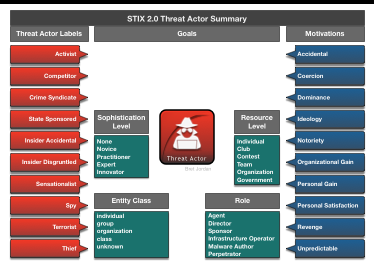 STIX 2.0 Threat Actor Summary
Threat Actor Labels
Goals
Motivations
Activist
Competitor
Crime Syndicate
State Sponsored
Insider Accidental
Insider Disgruntled
Sensationalist
Spy
Terrorist
Thief
Sophistication
Level
None
Novice
Practitioner
Expert
Innovator
Threat Actor
Bret Jordan
Resource
Level
Individual
Club
Contest
Team
Organization
Government
Entity Class
individual
group
organization
class
unknown
Role
Agent
Director
Sponsor
Infrastructure Operator
Malware Author
Perpetrator
Accidental
Coercion
Dominance
Ideology
Notoriety
Organizational Gain
Personal Gain
Personal Satisfaction
Revenge
Unpredictable